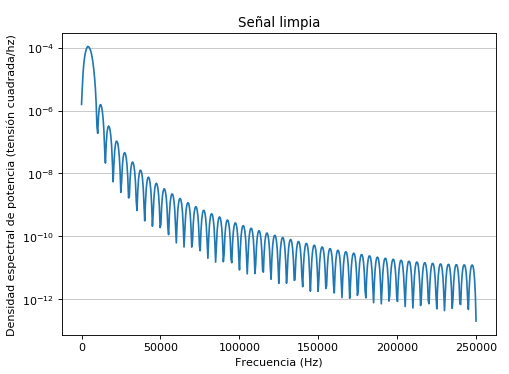 Señal limpia
Densidad espectral de potencia (tensión cuadrada/hz)
10⁻⁴
10⁻⁶
10⁻⁸
10⁻¹⁰
10⁻¹²
0 50000 100000 150000 200000 250000
Frecuencia (Hz)